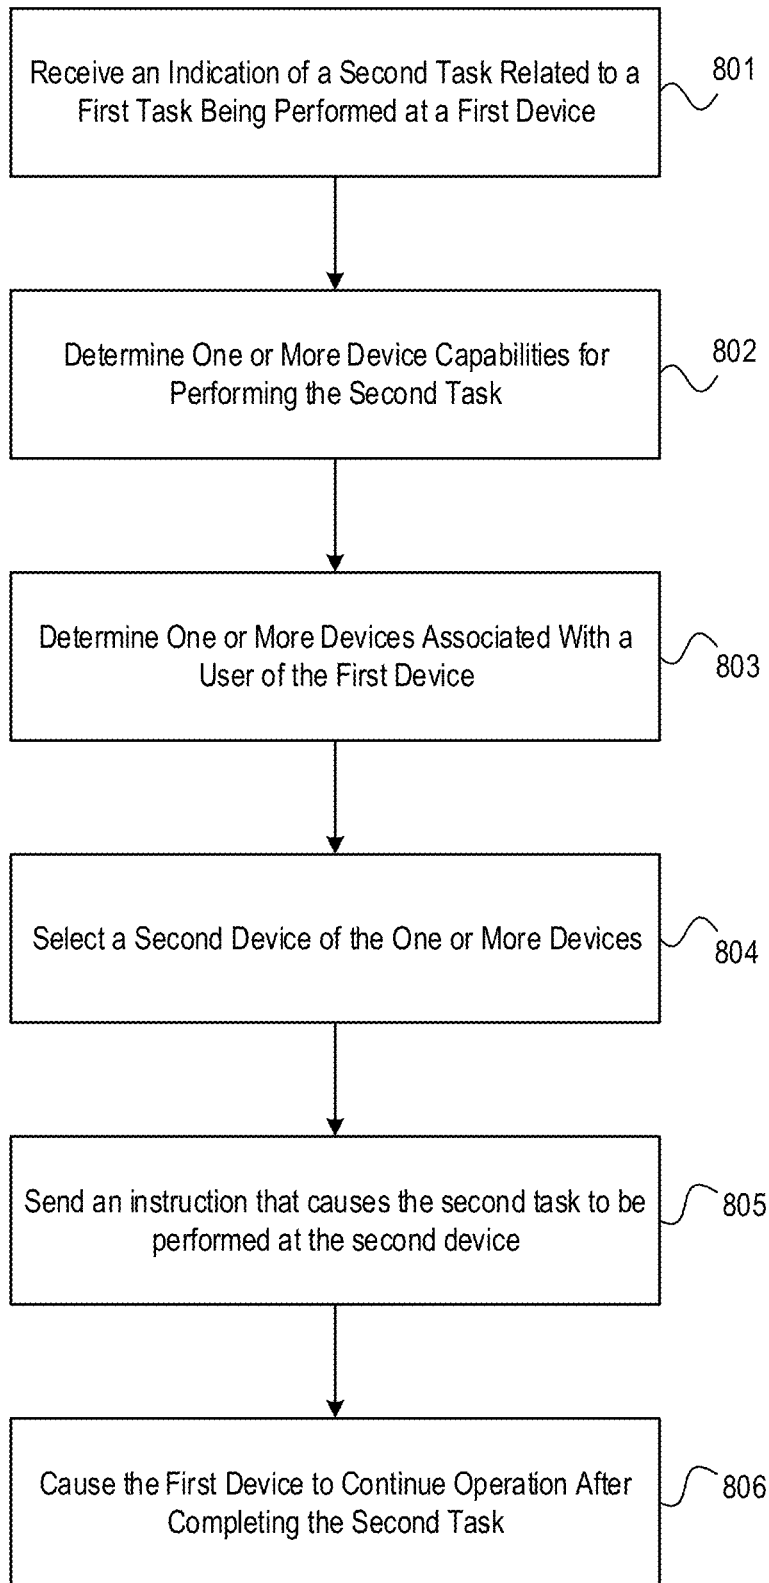 Receive an Indication of a Second Task Related to a
First Task Being Performed at a First Device
801
Determine One or More Device Capabilities for
Performing the Second Task
802
Determine One or More Devices Associated With a
User of the First Device
803
Select a Second Device of the One or More Devices
804
Send an instruction that causes the second task to be
performed at the second device
805
Cause the First Device to Continue Operation After
Completing the Second Task
806